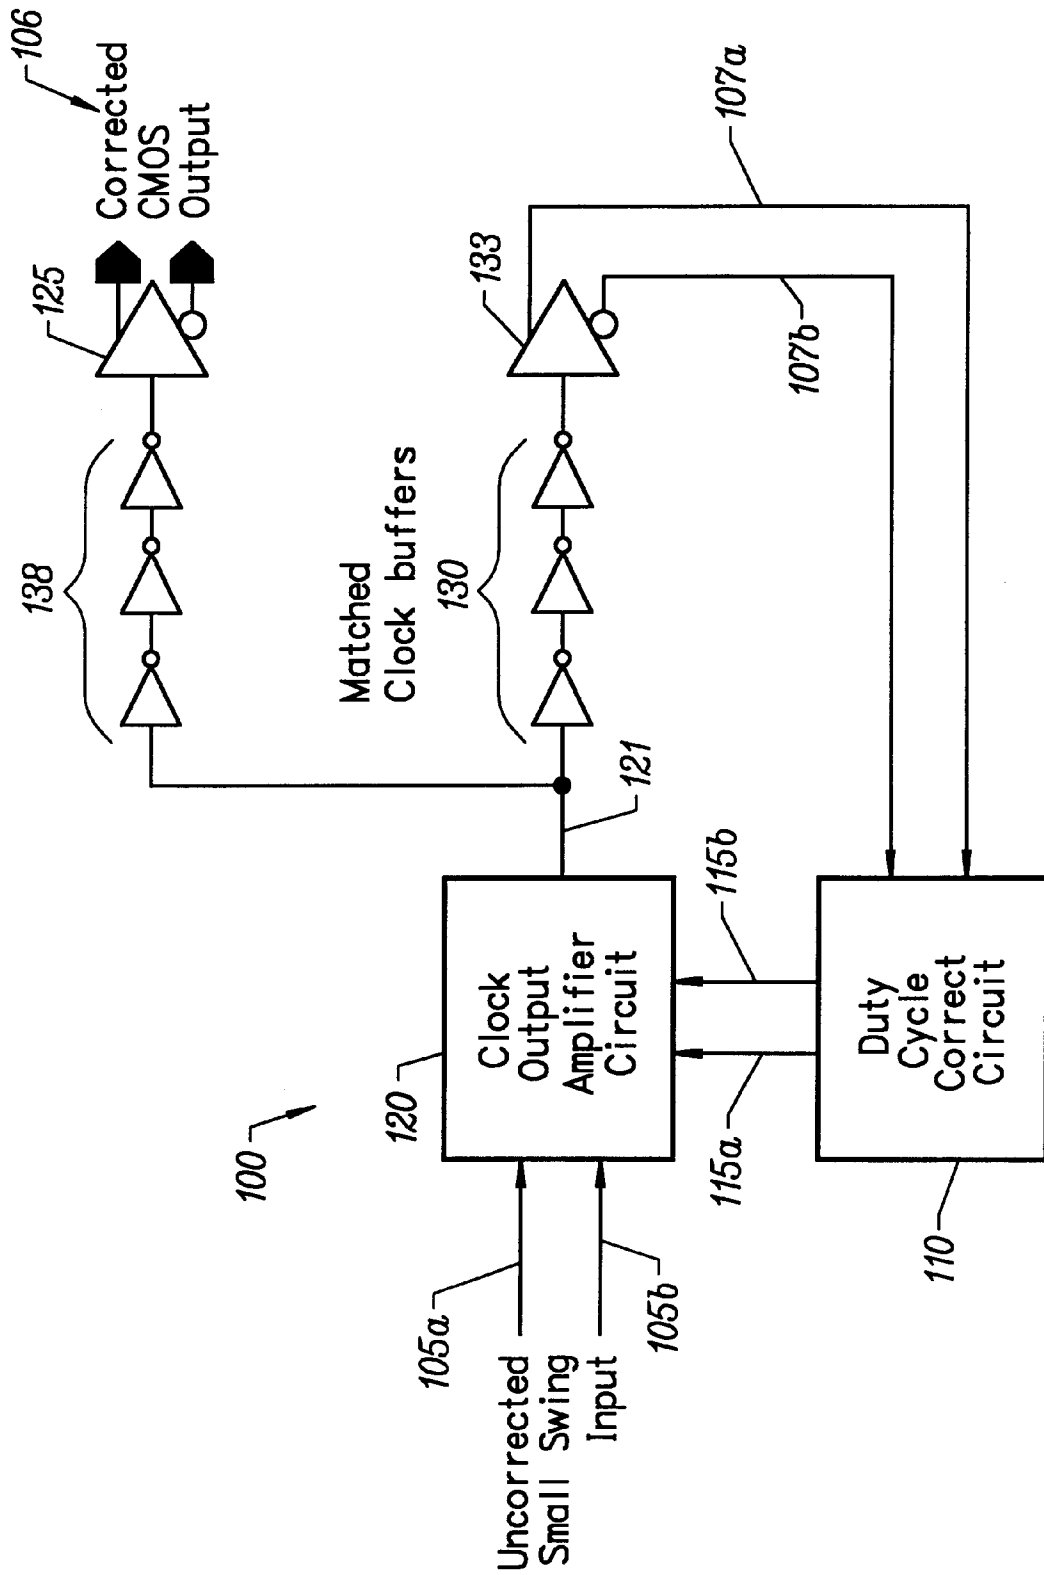 106
Corrected
CMOS
Output
125
138
107a
133
107b
Matched
Clock buffers
130
121
100
120
Clock
Output
Amplifier
Circuit
105a
Uncorrected
Small Swing
Input
105b
115b
115a
Duty
Cycle
Correct
Circuit
110